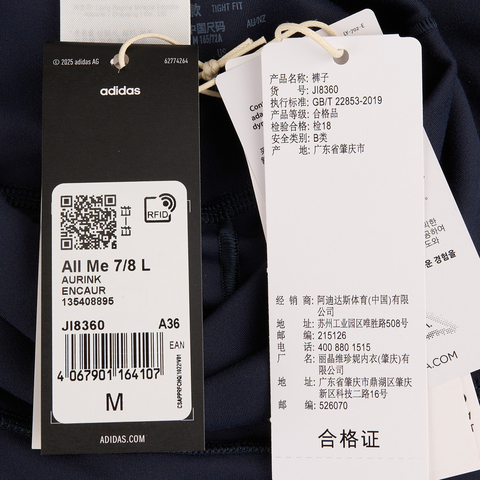 款 TIGHT FIT
AU/NZ
© 2025 adidas AG 62774264
adidas
RFID
All Me 7/8 L
AURINK
ENCAUR
135408895
JI8360 A36
EAN
4 067901 164107
M
ADIDAS.COM
产品名称: 裤子
货 号: JI8360
执行标准: GB/T 22853-2019
产品等级: 合格品
检验合格: 检18
安全类别: B类
产 地: 广东省肇庆市
经 销 商: 阿迪达斯体育(中国)有限
公司
地址: 苏州工业园区唯胜路508号
邮 编: 215126
电话: 400 880 1515
厂 名: 丽晶维珍妮内衣(肇庆)有
限公司
地址: 广东省肇庆市鼎湖区肇庆
新区科技二路16号
邮 编: 526070
合格证